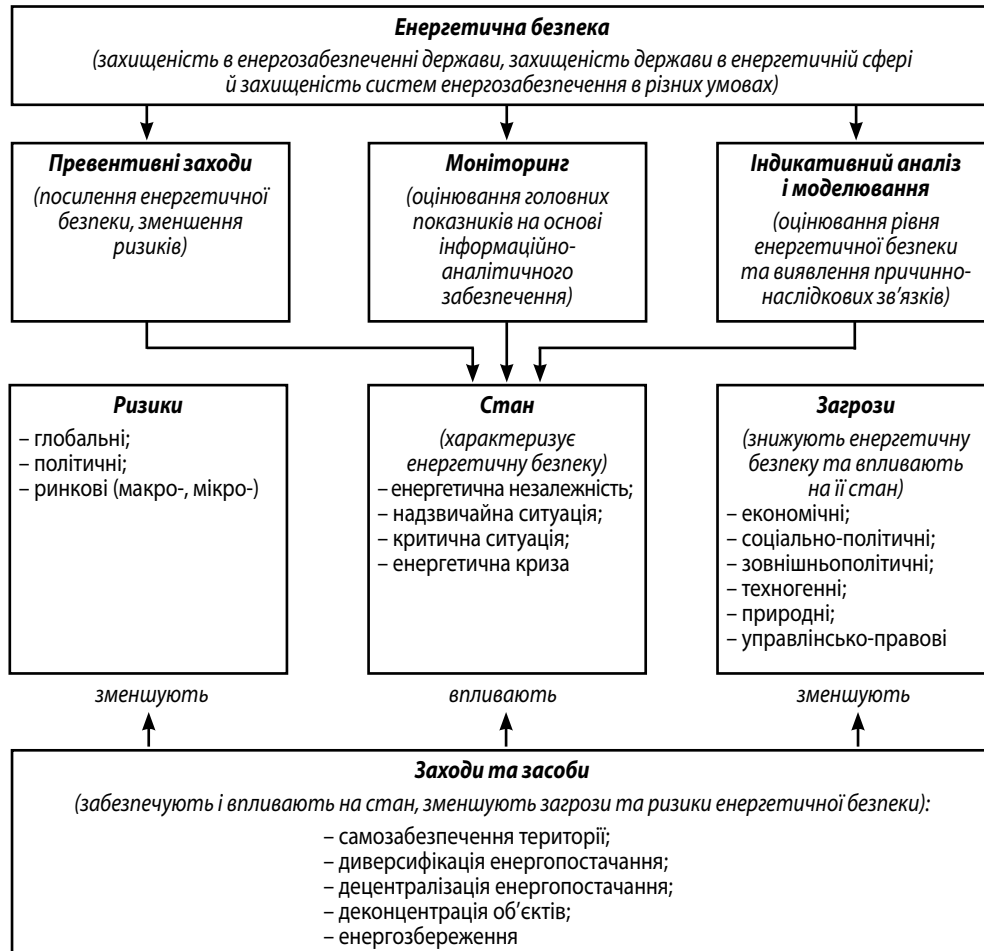 Енергетична безпека
(захищеність в енергозабезпеченні держави, захищеність держави в енергетичній сфері
й захищеність систем енергозабезпечення в різних умовах)
Превентивні заходи
(посилення енергетичної
безпеки, зменшення
ризиків)
Моніторинг
(оцінювання головних
показників на основі
інформаційно-
аналітичного
забезпечення)
Індикативний аналіз
і моделювання
(оцінювання рівня
енергетичної безпеки
та виявлення причинно-
наслідкових зв’язків)
Ризики
– глобальні;
– політичні;
– ринкові (макро-, мікро-)
Стан
(характеризує
енергетичну безпеку)
– енергетична незалежність;
– надзвичайна ситуація;
– критична ситуація;
– енергетична криза
Загрози
(знижують енергетичну
безпеку та впливають
на її стан)
– економічні;
– соціально-політичні;
– зовнішньополітичні;
– техногенні;
– природні;
– управлінсько-правові
зменшують
впливають
зменшують
Заходи та засоби
(забезпечують і впливають на стан, зменшують загрози та ризики енергетичної безпеки):
– самозабезпечення території;
– диверсифікація енергопостачання;
– децентралізація енергопостачання;
– деконцентрація об’єктів;
– енергозбереження